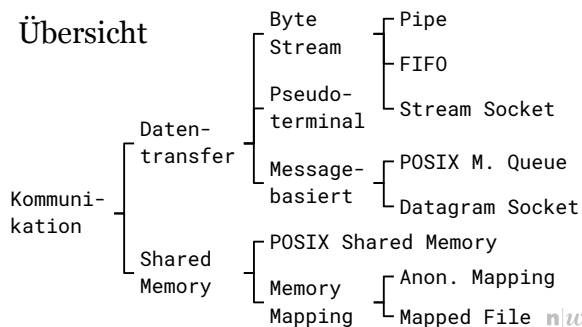 Übersicht
Kommuni-
kation
Daten-
transfer
Byte
Stream
Pipe
FIFO
Stream Socket
Pseudo-
terminal
Message-
basiert
POSIX M. Queue
Datagram Socket
Shared
Memory
POSIX Shared Memory
Memory
Mapping
Anon. Mapping
Mapped File
n|w